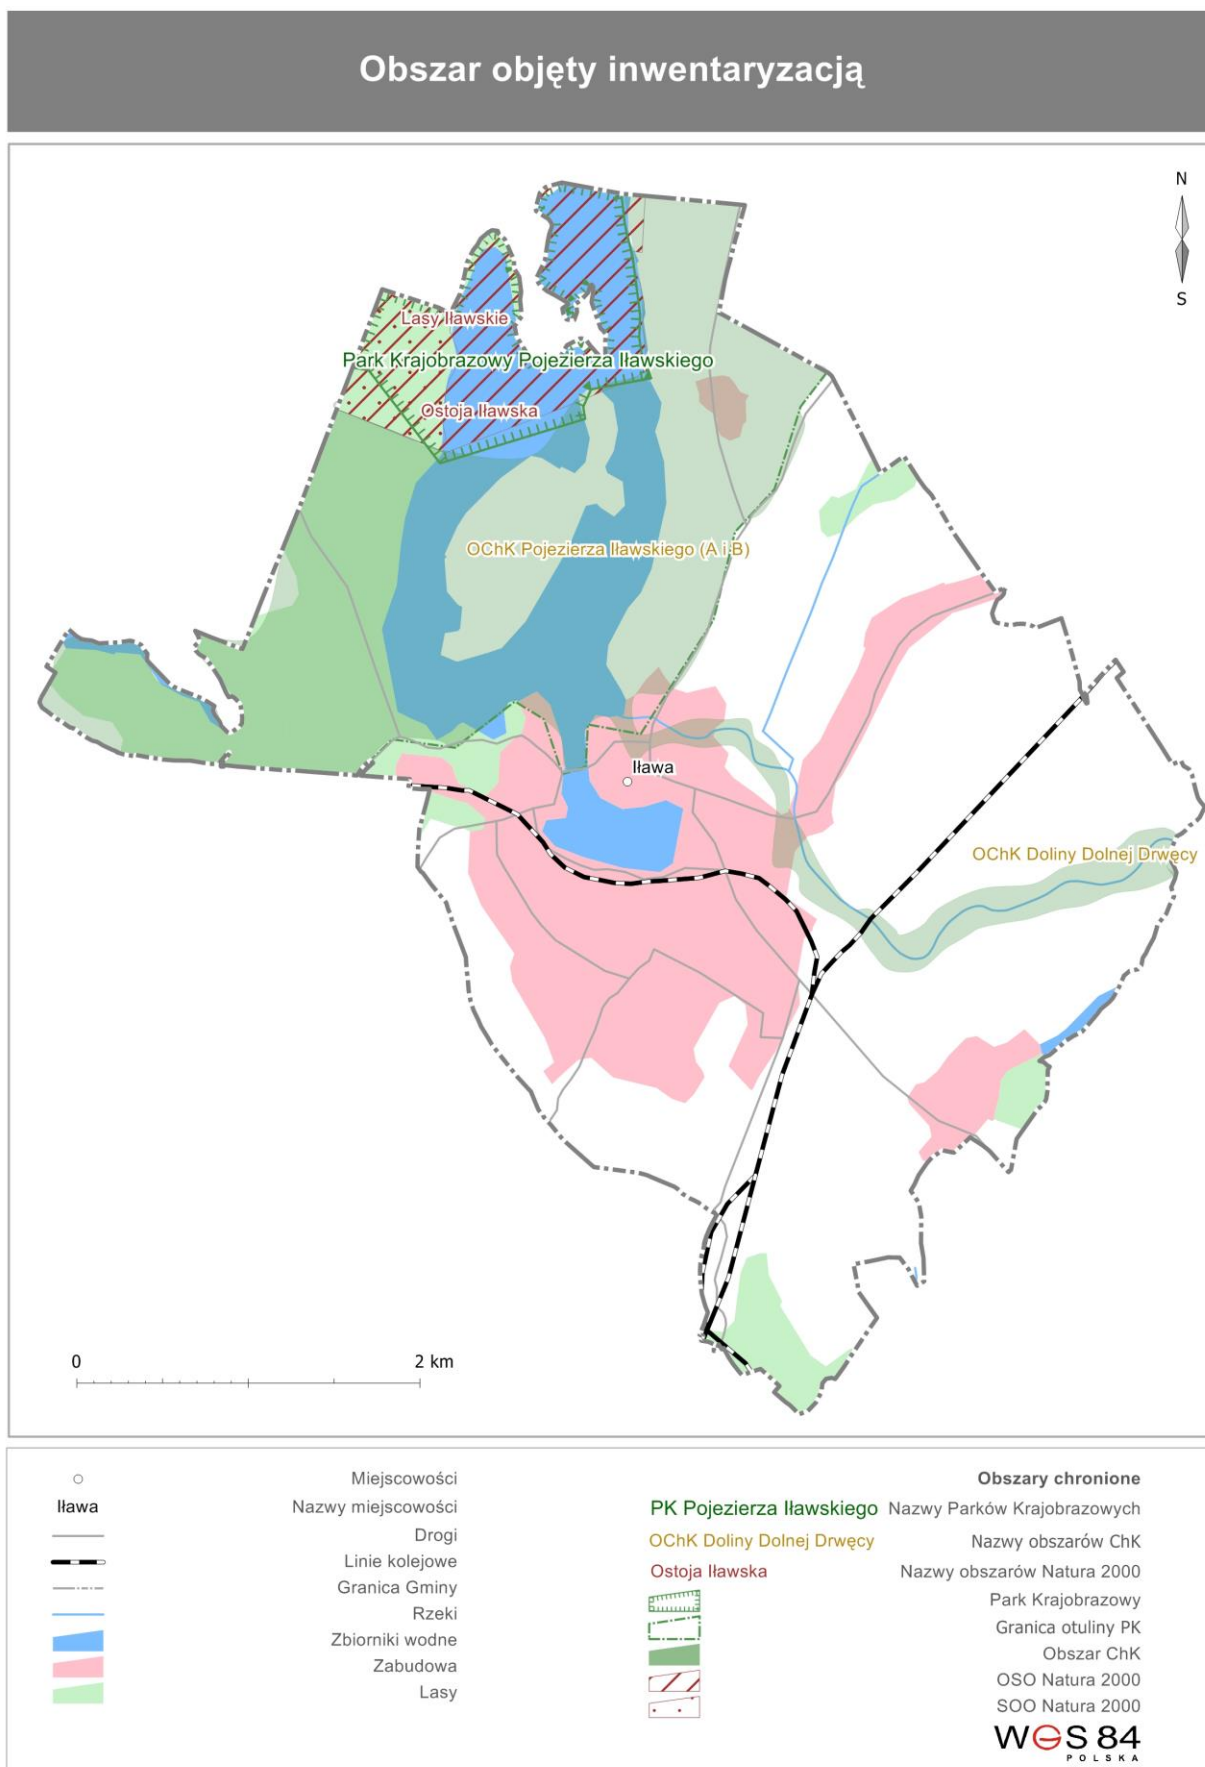 Obszar objęty inwentaryzacją
N
S
Lasy Iławskie
Park Krajobrazowy Pojezierza Iławskiego
Ostoja Iławska
OChK Pojezierza Iławskiego (A i B)
Iława
OChK Doliny Dolnej Drwęcy
0 2 km
Miejscowości
Iława Nazwy miejscowości
Drogi
Linie kolejowe
Granica Gminy
Rzeki
Zbiorniki wodne
Zabudowa
Lasy
Obszary chronione
PK Pojezierza Iławskiego Nazwy Parków Krajobrazowych
OChK Doliny Dolnej Drwęcy Nazwy obszarów ChK
Ostoja Iławska Nazwy obszarów Natura 2000
Park Krajobrazowy
Granica otuliny PK
Obszar ChK
OSO Natura 2000
SOO Natura 2000
WGS 84
POLSKA